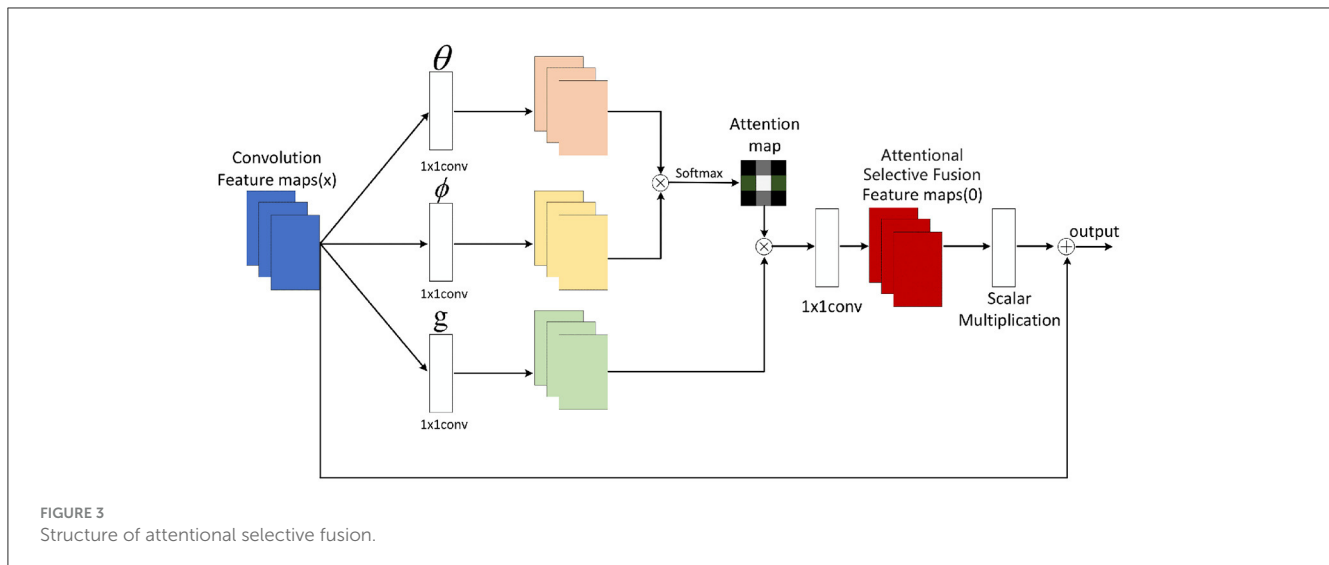 θ
1x1conv
Convolution
Feature maps(x)
ϕ
1x1conv
g
1x1conv
Softmax
Attention
map
1x1conv
Attentional
Selective Fusion
Feature maps(0)
Scalar
Multiplication
output
FIGURE 3
Structure of attentional selective fusion.